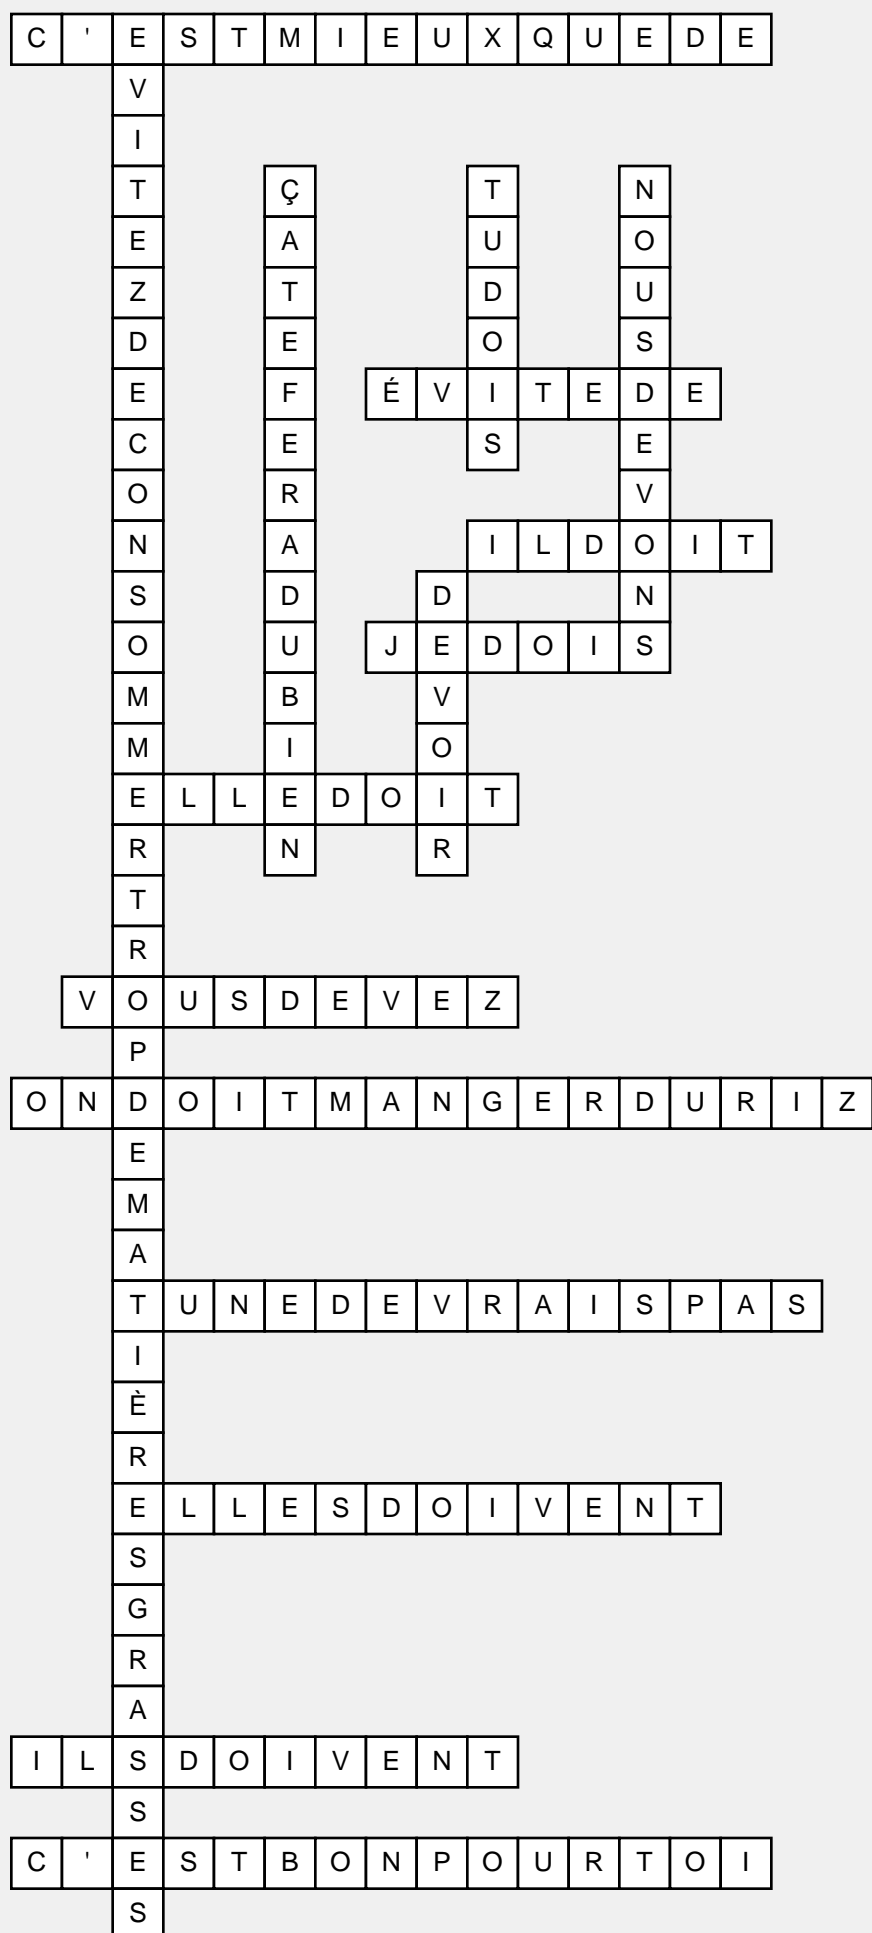 C'ESTMIEUXQUEDE
EVITEZDECONSOMMERTROPDEMATIÈRESGRASSES
ÇATEFERADUBIEN
TUDOIS
NOUSDEVONS
ÉVITEDE
ILDOIT
DEVOIR
JEDOIS
ELLEDOIT
VOUSDEVEZ
ONDOITMANGERDURIZ
TUNEDEVRAISPAS
ELLESDOIVENT
ILSDOIVENT
C'ESTBONPOURTOI